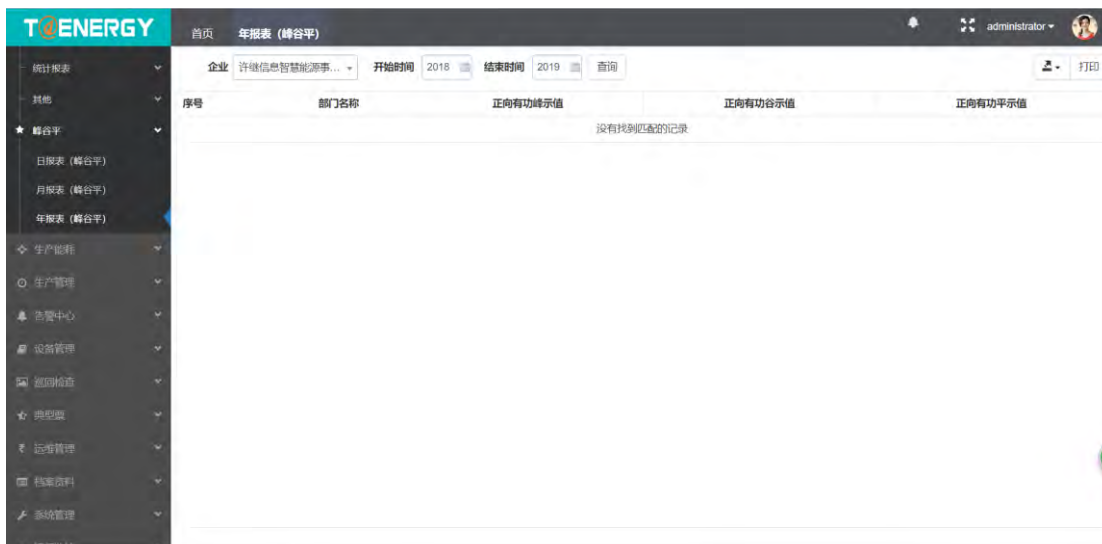 T@ENERGY
首页 年报表（峰谷平） administrator
统计报表 企业 许继信息智慧能源事... 开始时间 2018 结束时间 2019 查询 打印
其他 序号 部门名称 正向有功峰示值 正向有功谷示值 正向有功平示值
峰谷平 没有找到匹配的记录
日报表（峰谷平）
月报表（峰谷平）
年报表（峰谷平）
生产能耗
生产管理
告警中心
设备管理
巡回检查
典型票
运维管理
档案资料
系统管理